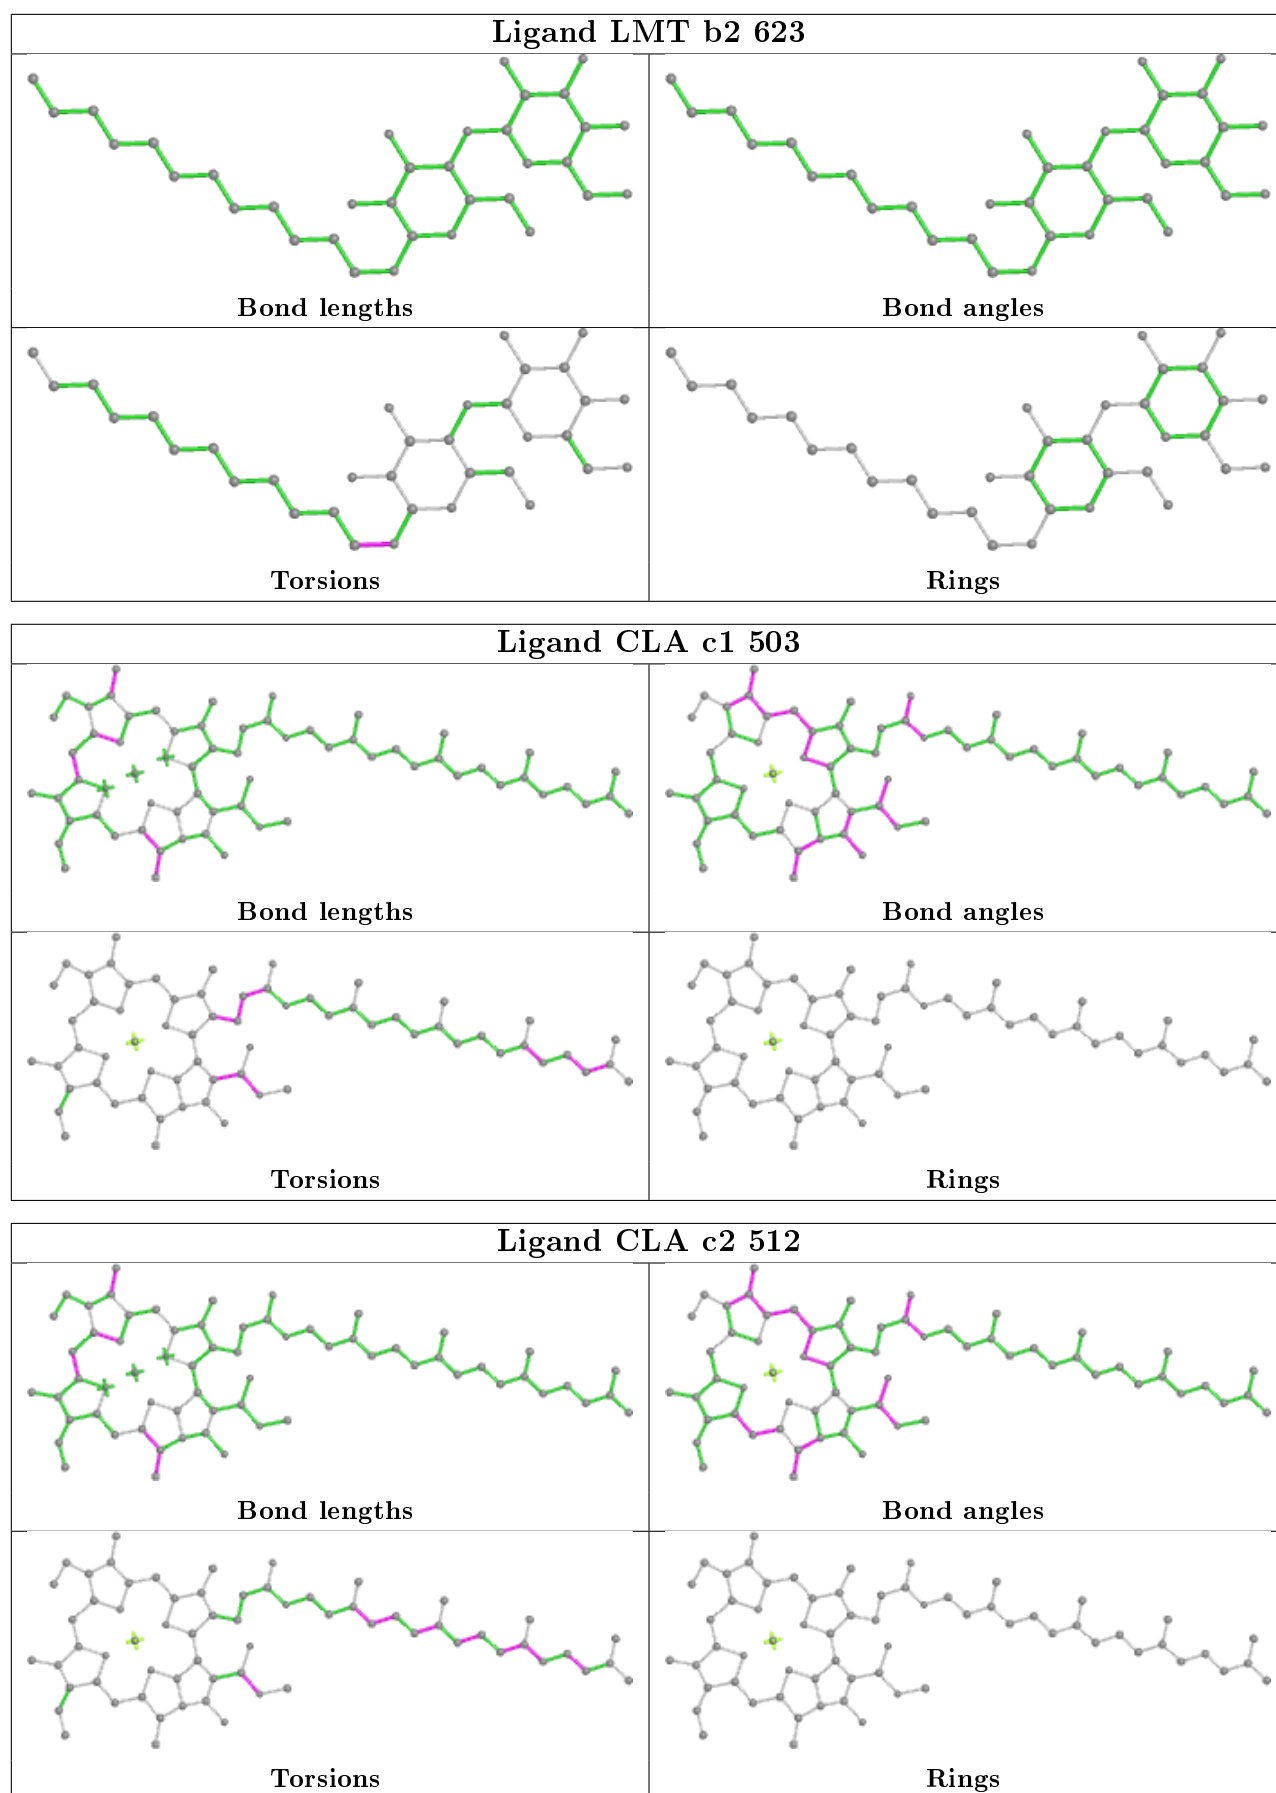 Ligand LMT b2 623
Bond lengths
Bond angles
Torsions
Rings
Ligand CLA c1 503
Bond lengths
Bond angles
Torsions
Rings
Ligand CLA c2 512
Bond lengths
Bond angles
Torsions
Rings